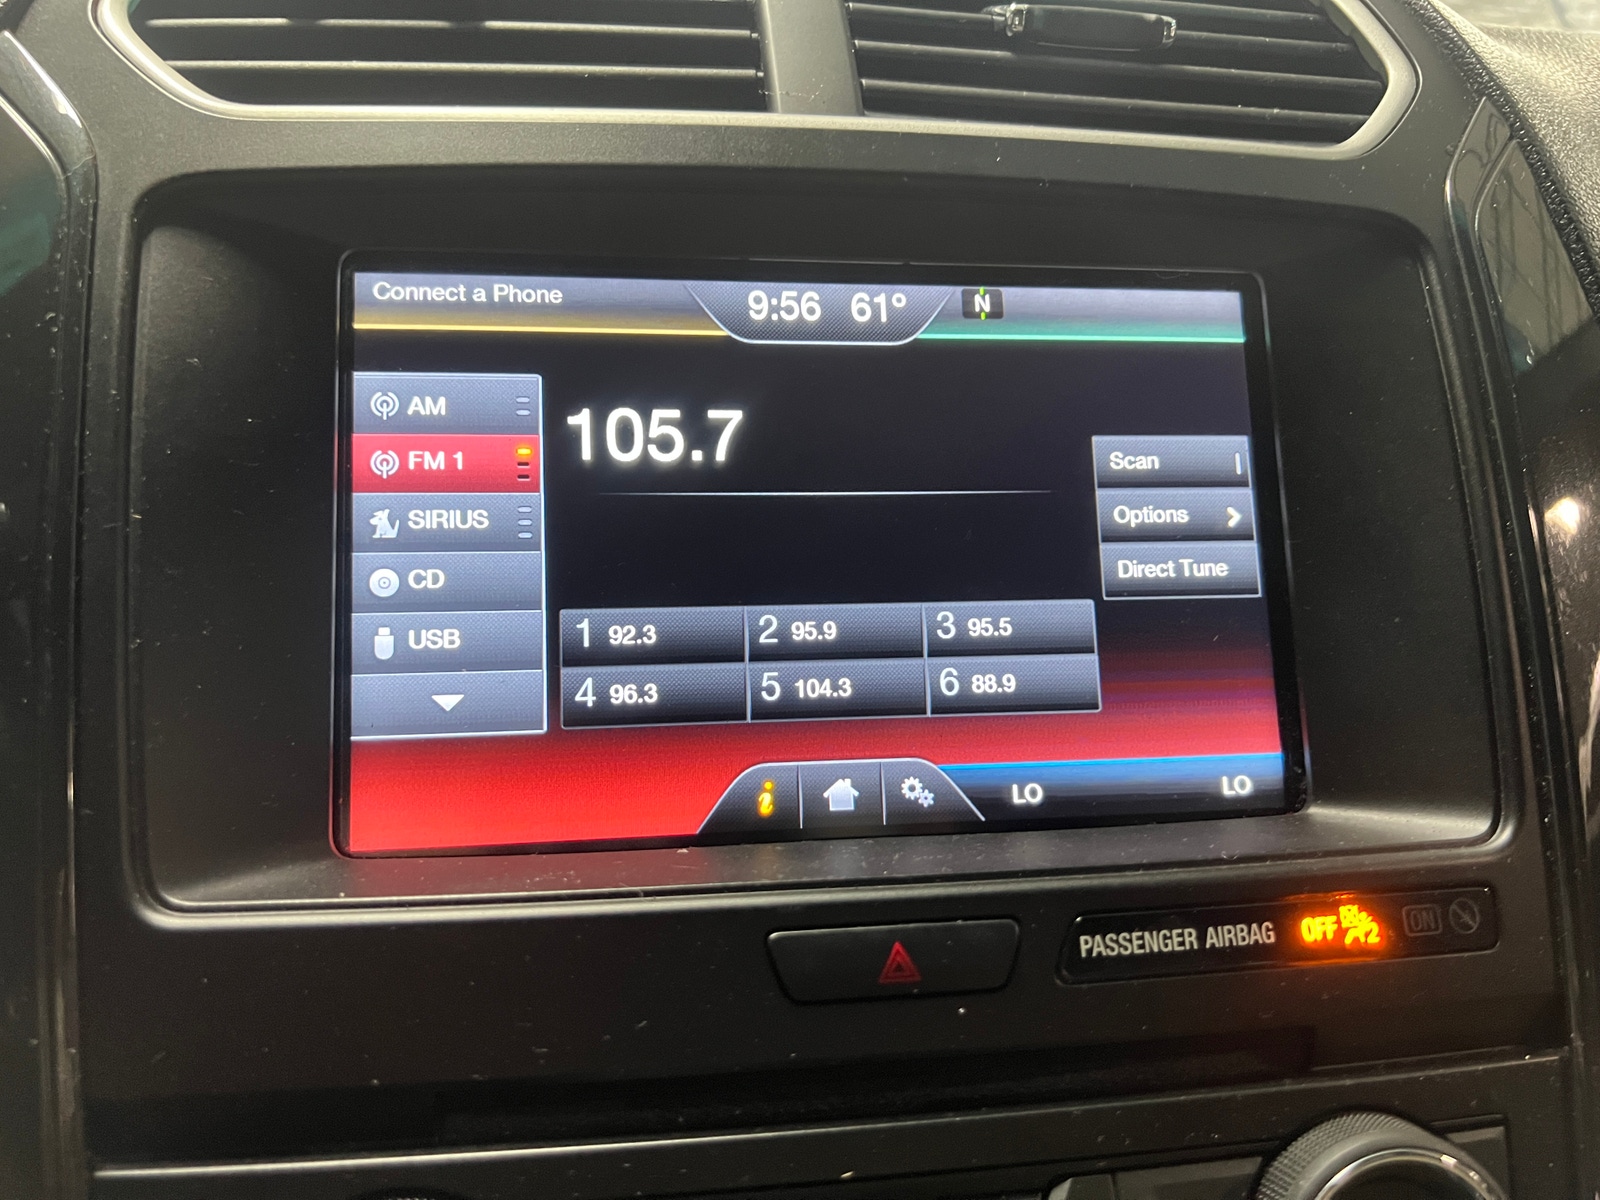 Connect a Phone
9:56 61°
N
AM
FM 1
SIRIUS
CD
USB
105.7
Scan
Options
Direct Tune
1 92.3 2 95.9 3 95.5
4 96.3 5 104.3 6 88.9
i
LO LO
PASSENGER AIRBAG OFF 2 ON